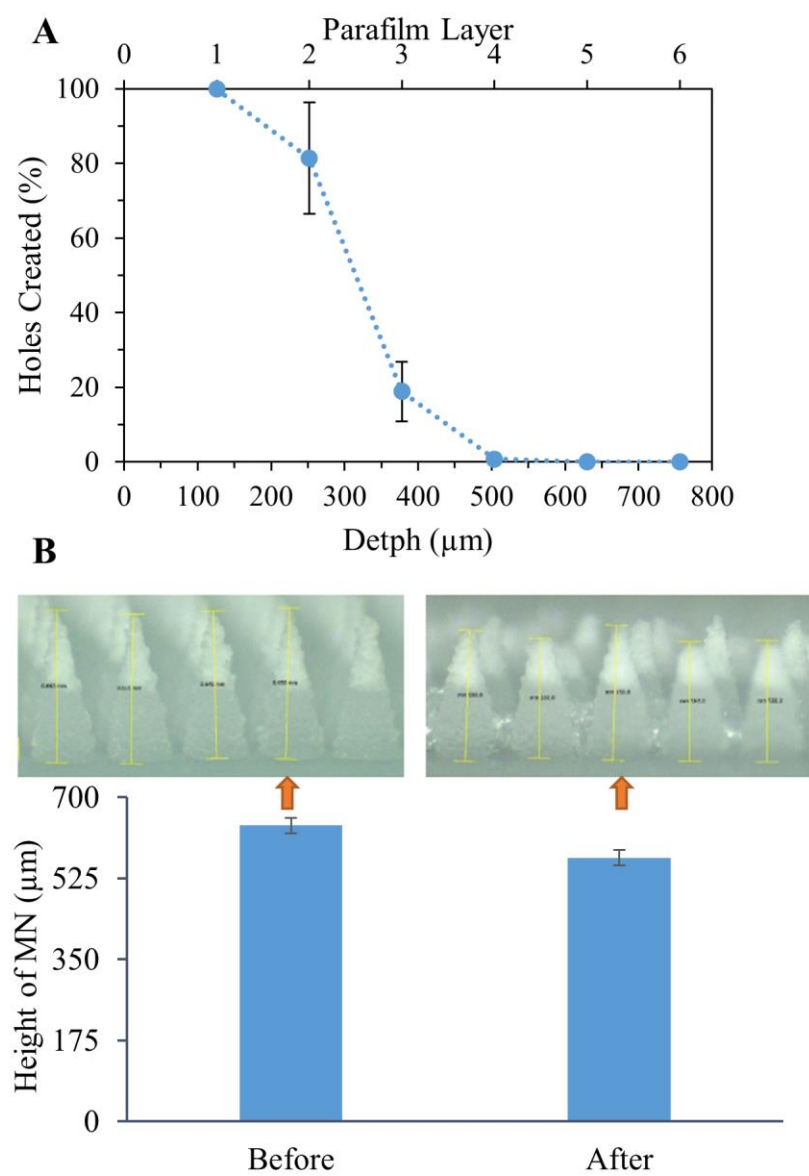 A
Parafilm Layer
0 1 2 3 4 5 6
Holes Created (%)
100
80
60
40
20
0
0 100 200 300 400 500 600 700 800
Detph (µm)
B
Height of MN (µm)
700
525
350
175
0
Before After